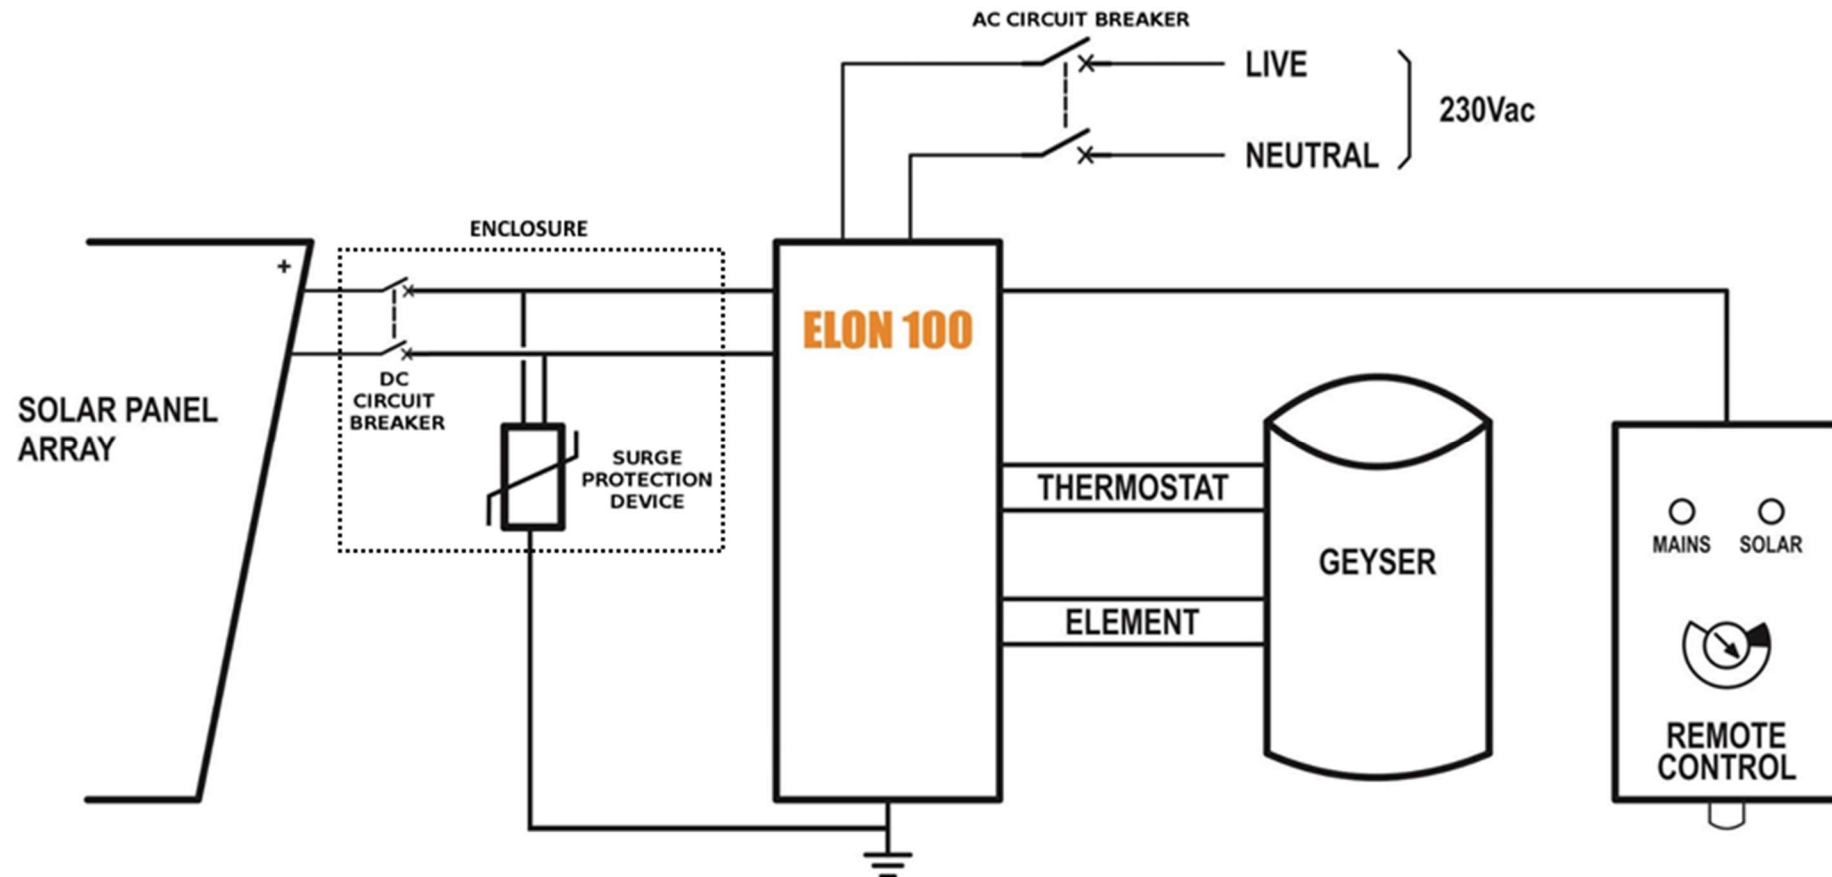 AC CIRCUIT BREAKER
LIVE
230Vac
NEUTRAL
ENCLOSURE
+
ELON 100
DC
CIRCUIT
BREAKER
SOLAR PANEL
ARRAY
SURGE
PROTECTION
DEVICE
THERMOSTAT
GEYSER
ELEMENT
MAINS SOLAR
REMOTE
CONTROL